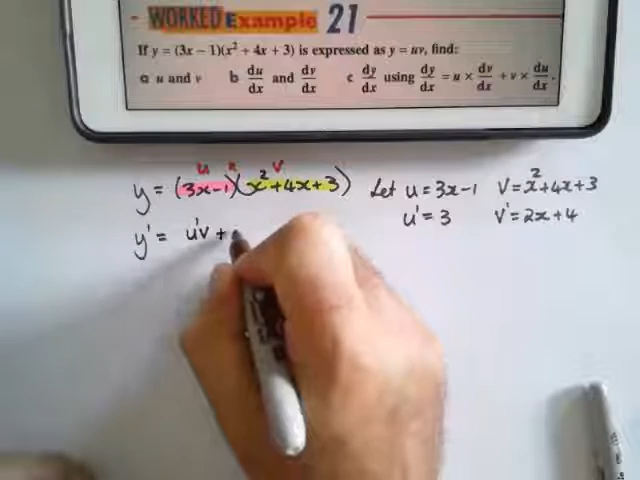 WORKED Example 21
If y = (3x − 1)(x² + 4x + 3) is expressed as y = uv, find:
a u and v b du/dx and dv/dx c dy/dx using dy/dx = u × dv/dx + v × du/dx.
u × v
y = (3x-1)(x²+4x+3) Let u = 3x-1 V = x²+4x+3
u' = 3 v' = 2x+4
y' = u'v +